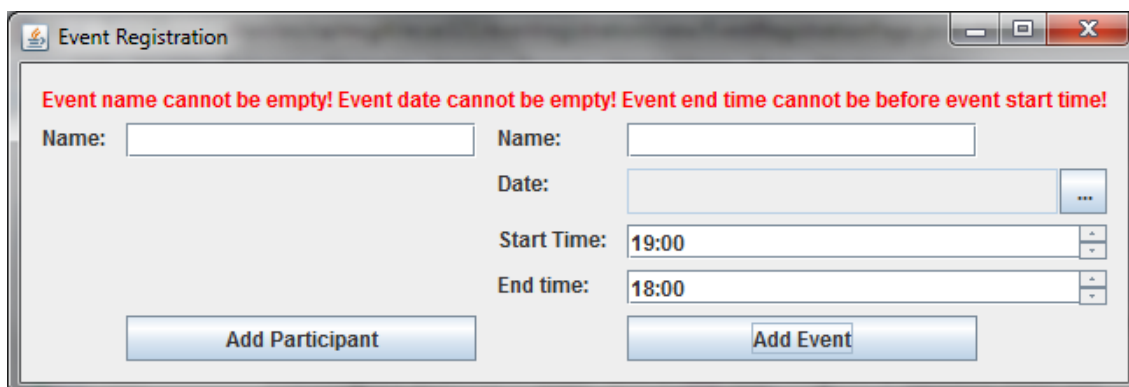 Event Registration
Event name cannot be empty! Event date cannot be empty! Event end time cannot be before event start time!
Name: Name:
Date: ...
Start Time: 19:00
End time: 18:00
Add Participant Add Event